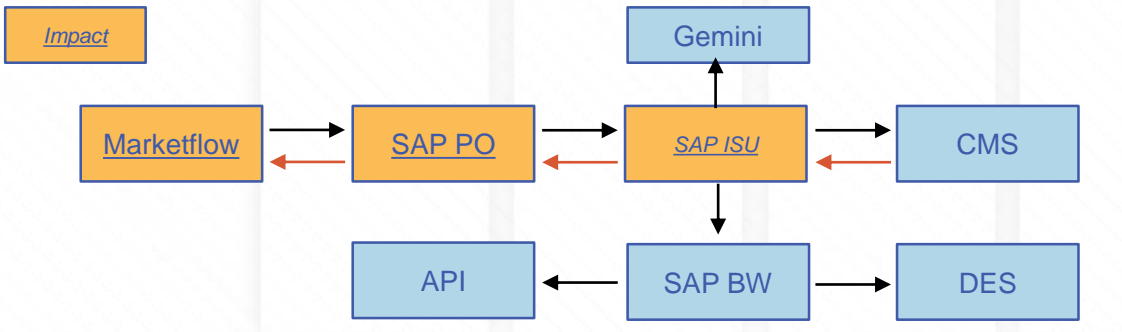 Impact
Gemini
Marketflow
SAP PO
SAP ISU
CMS
API
SAP BW
DES